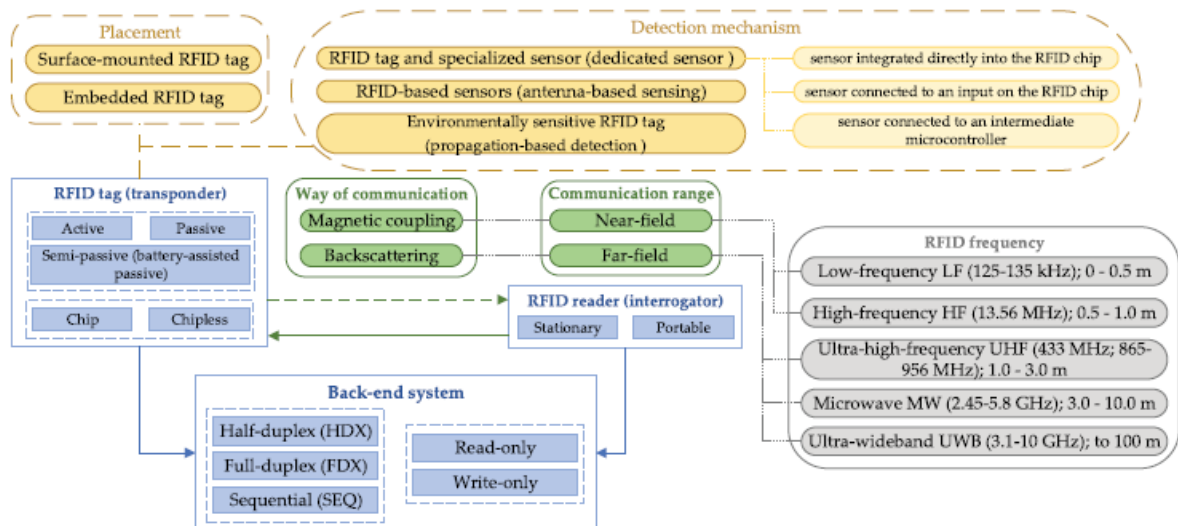 Placement
Surface-mounted RFID tag
Embedded RFID tag
Detection mechanism
RFID tag and specialized sensor (dedicated sensor )
RFID-based sensors (antenna-based sensing)
Environmentally sensitive RFID tag
(propagation-based detection )
sensor integrated directly into the RFID chip
sensor connected to an input on the RFID chip
sensor connected to an intermediate
microcontroller
RFID tag (transponder)
Active
Passive
Semi-passive (battery-assisted
passive)
Chip
Chipless
Way of communication
Magnetic coupling
Backscattering
Communication range
Near-field
Far-field
RFID frequency
Low-frequency LF (125-135 kHz); 0 - 0.5 m
High-frequency HF (13.56 MHz); 0.5 - 1.0 m
Ultra-high-frequency UHF (433 MHz; 865-
956 MHz); 1.0 - 3.0 m
Microwave MW (2.45-5.8 GHz); 3.0 - 10.0 m
Ultra-wideband UWB (3.1-10 GHz); to 100 m
RFID reader (interrogator)
Stationary
Portable
Back-end system
Half-duplex (HDX)
Full-duplex (FDX)
Sequential (SEQ)
Read-only
Write-only